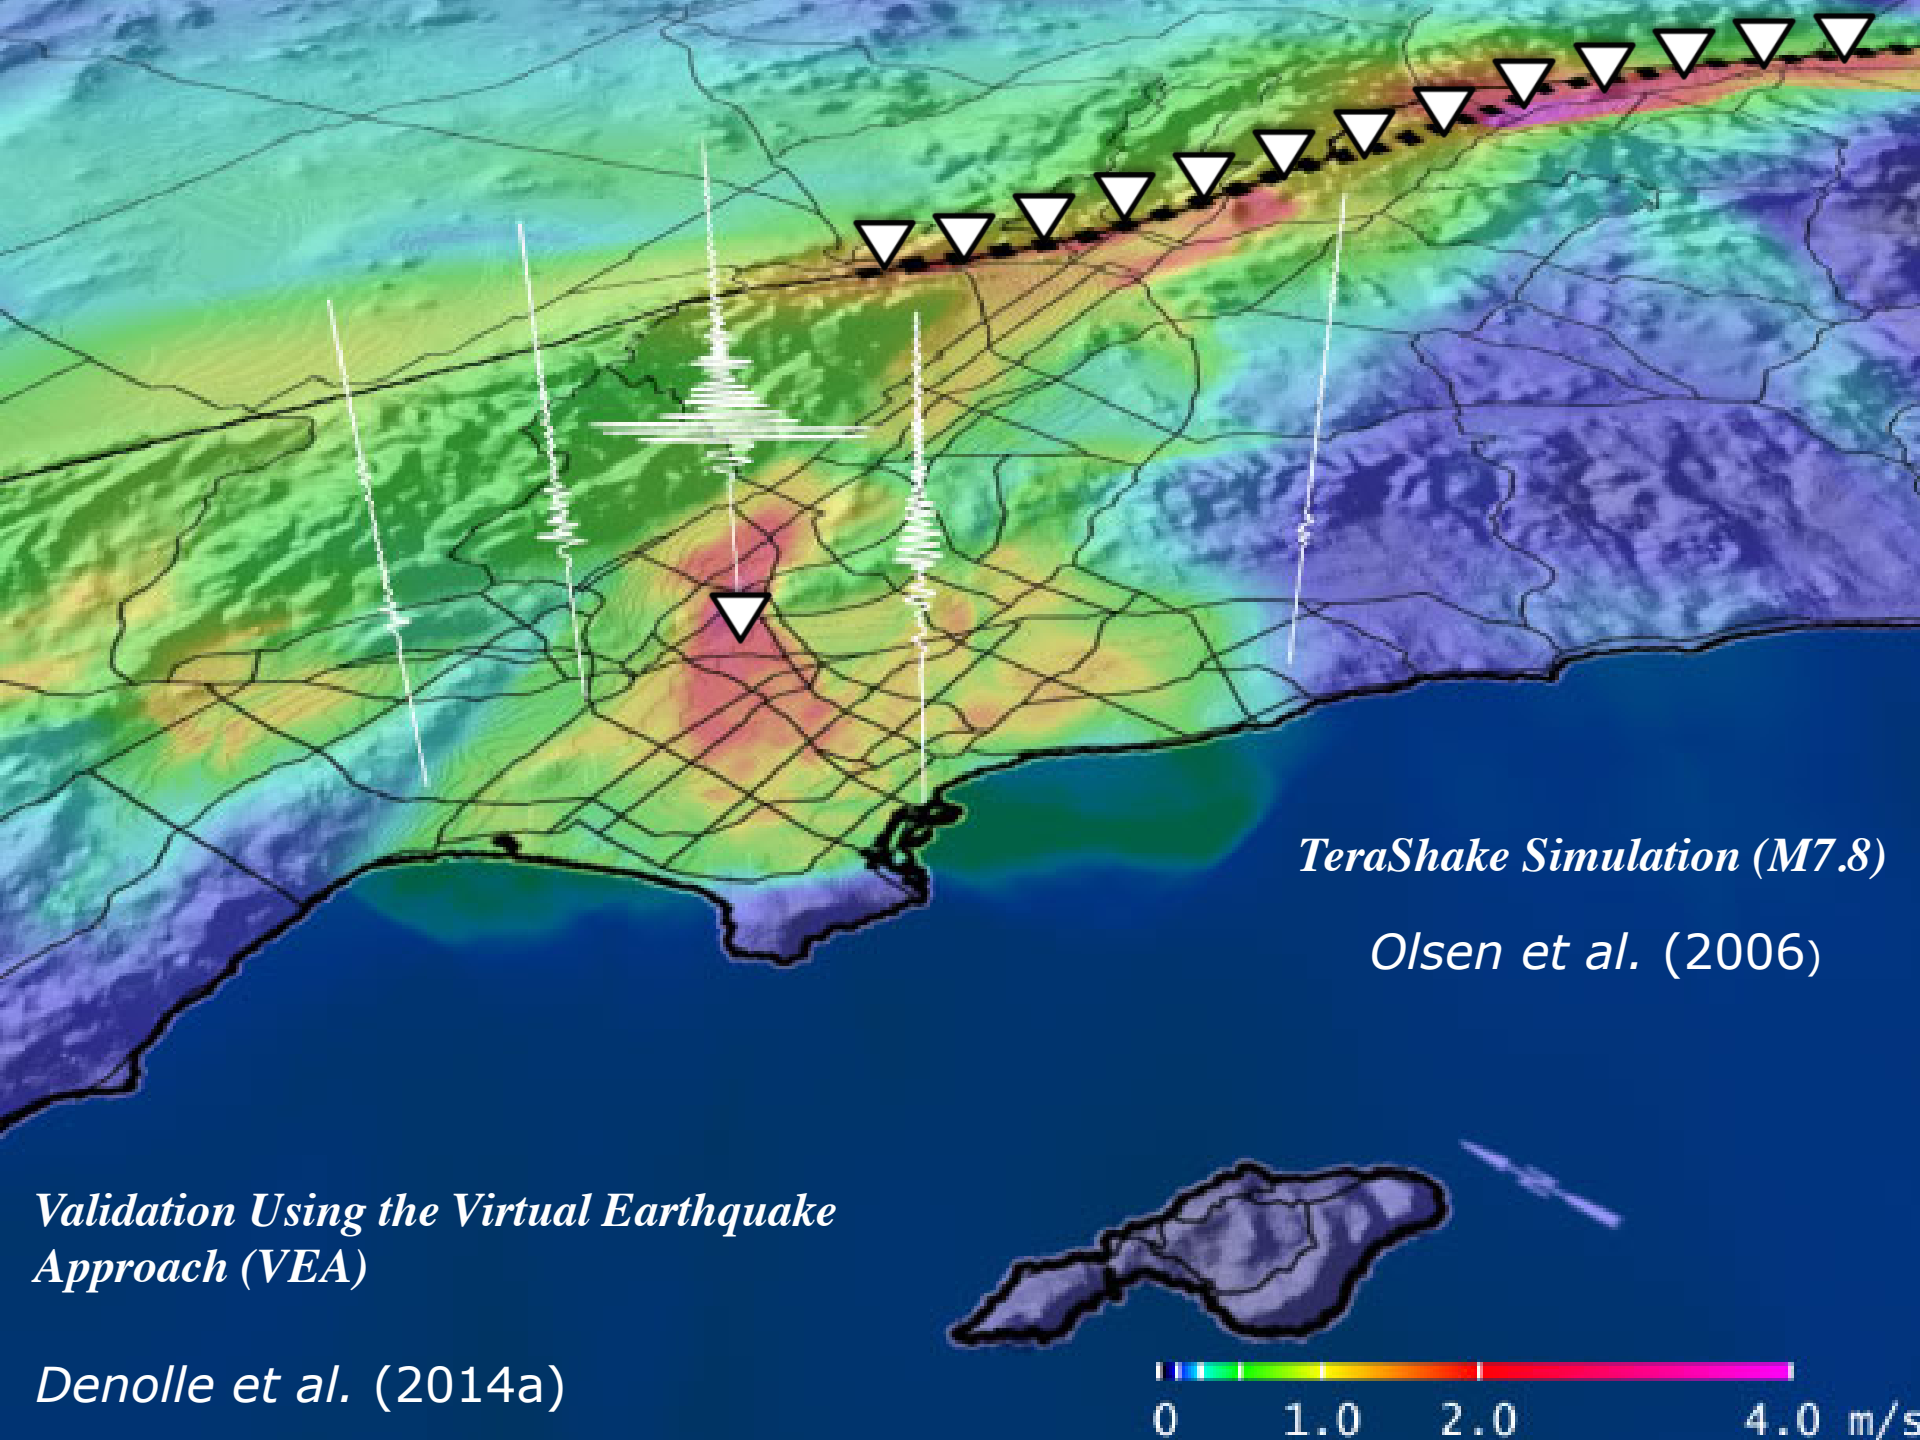 TeraShake Simulation (M7.8)
Olsen et al. (2006)
Validation Using the Virtual Earthquake
Approach (VEA)
Denolle et al. (2014a)
0 1.0 2.0 4.0 m/s